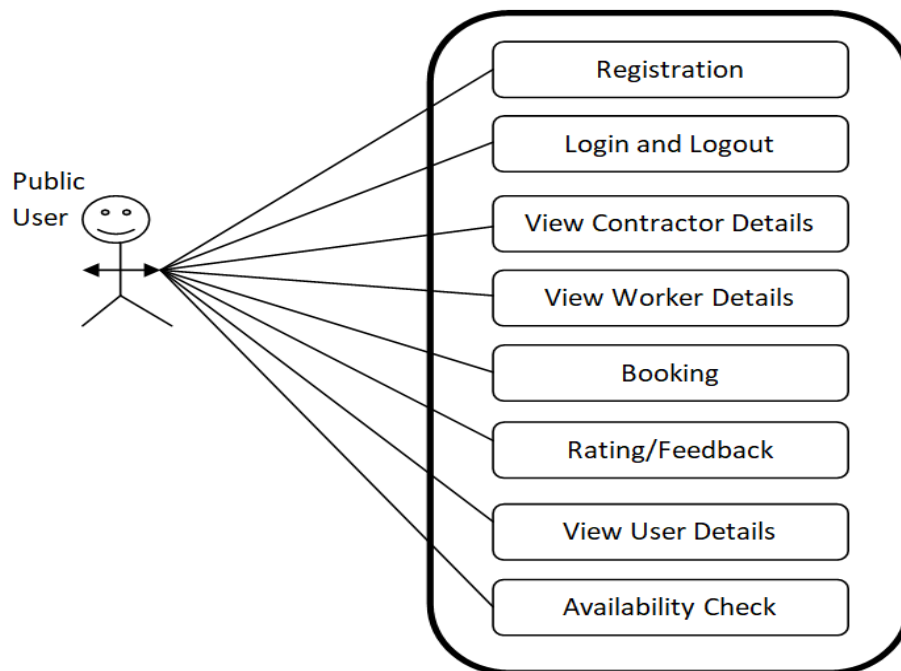 Public
User
Registration
Login and Logout
View Contractor Details
View Worker Details
Booking
Rating/Feedback
View User Details
Availability Check